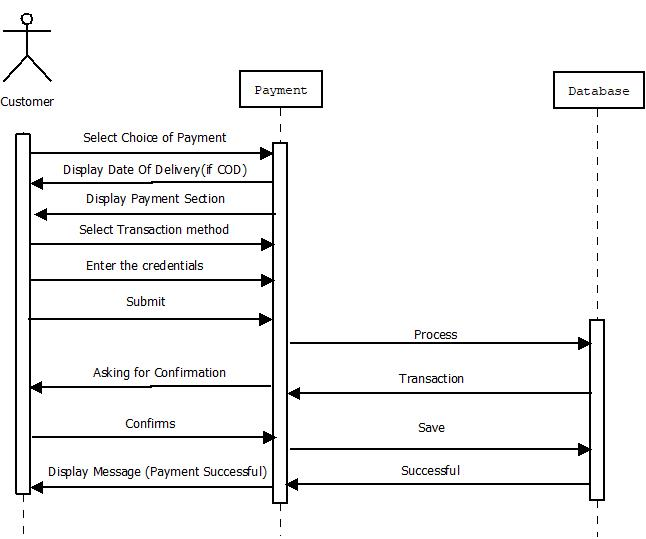 Customer
Payment
Database
Select Choice of Payment
Display Date Of Delivery(if COD)
Display Payment Section
Select Transaction method
Enter the credentials
Submit
Process
Asking for Confirmation
Transaction
Confirms
Save
Display Message (Payment Successful)
Successful